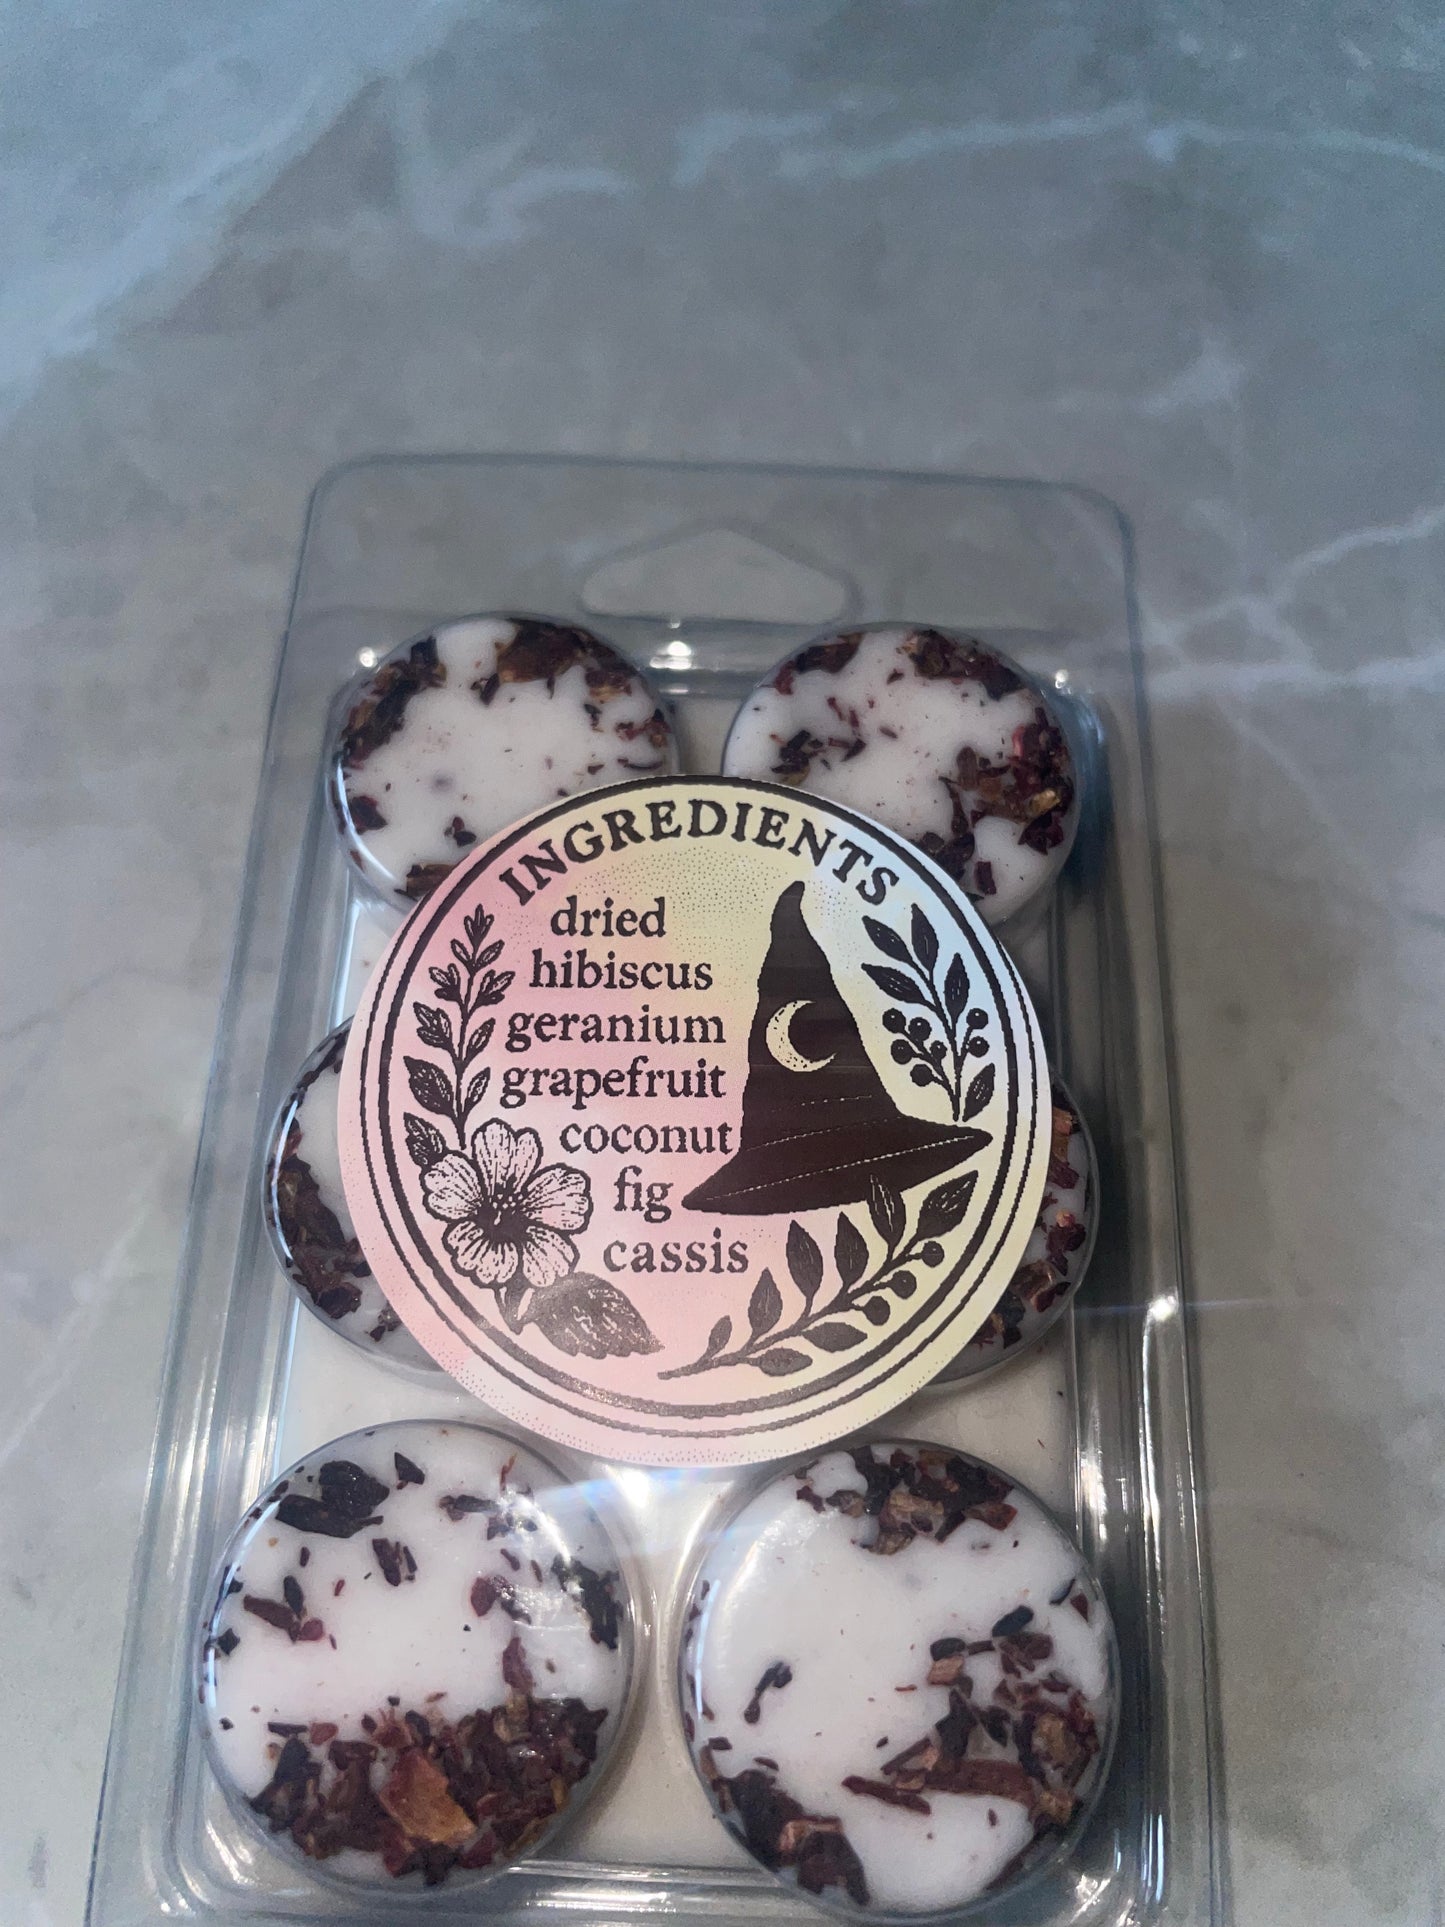 INGREDIENTS
dried
hibiscus
geranium
grapefruit
coconut
fig
cassis